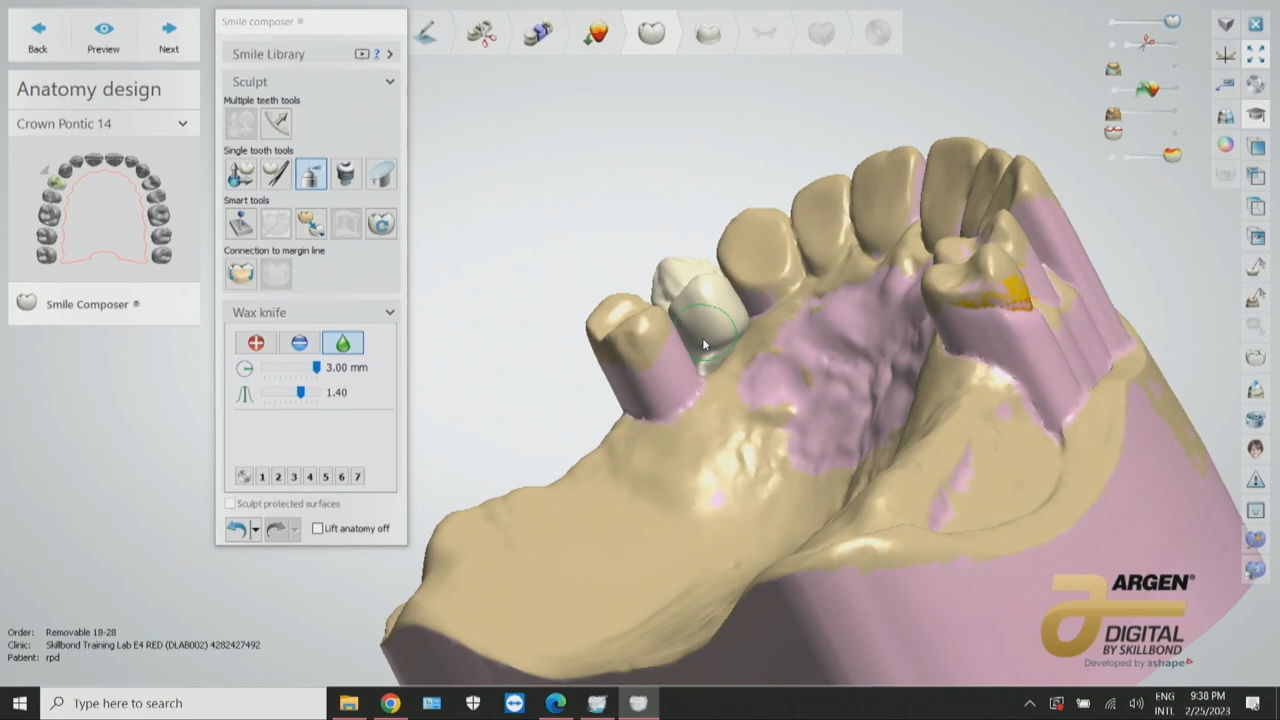 Back
Preview
Next
Anatomy design
Crown Pontic 14
Smile Composer ®
Smile composer ®
Smile Library
?
Sculpt
Multiple teeth tools
Single tooth tools
Smart tools
Connection to margin line
Wax knife
3.00 mm
1.40
1 2 3 4 5 6 7
Sculpt protected surfaces
Lift anatomy off
Order: Removable 18-28
Clinic: Skillbond Training Lab E4 RED (DLAB002) 4282427492
Patient: rpd
ARGEN®
DIGITAL
BY SKILLBOND
Developed by 3shape
Type here to search
ENG
INTL
9:38 PM
2/25/2023